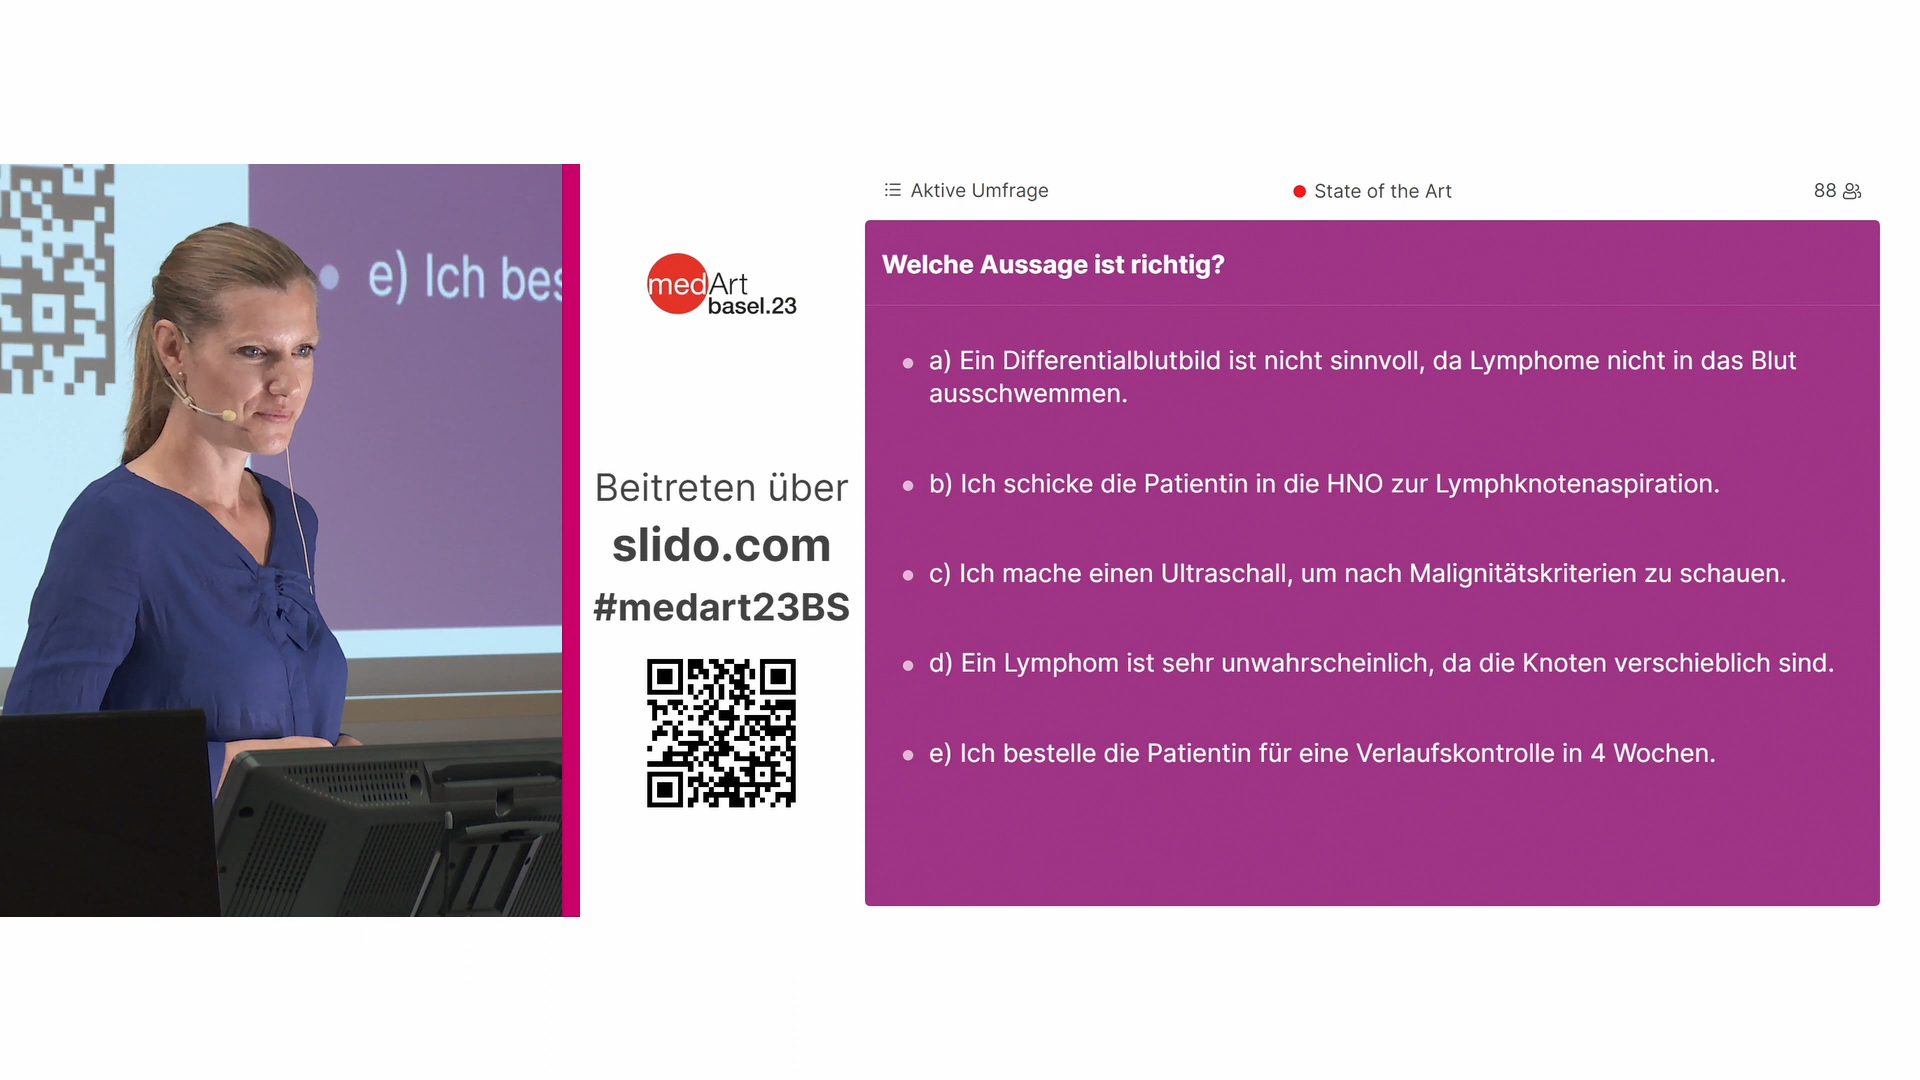 e) Ich bes
medArt
basel.23
Beitreten über
slido.com
#medart23BS
Aktive Umfrage
State of the Art
88
Welche Aussage ist richtig?
a) Ein Differentialblutbild ist nicht sinnvoll, da Lymphome nicht in das Blut
ausschwemmen.
b) Ich schicke die Patientin in die HNO zur Lymphknotenaspiration.
c) Ich mache einen Ultraschall, um nach Malignitätskriterien zu schauen.
d) Ein Lymphom ist sehr unwahrscheinlich, da die Knoten verschieblich sind.
e) Ich bestelle die Patientin für eine Verlaufskontrolle in 4 Wochen.